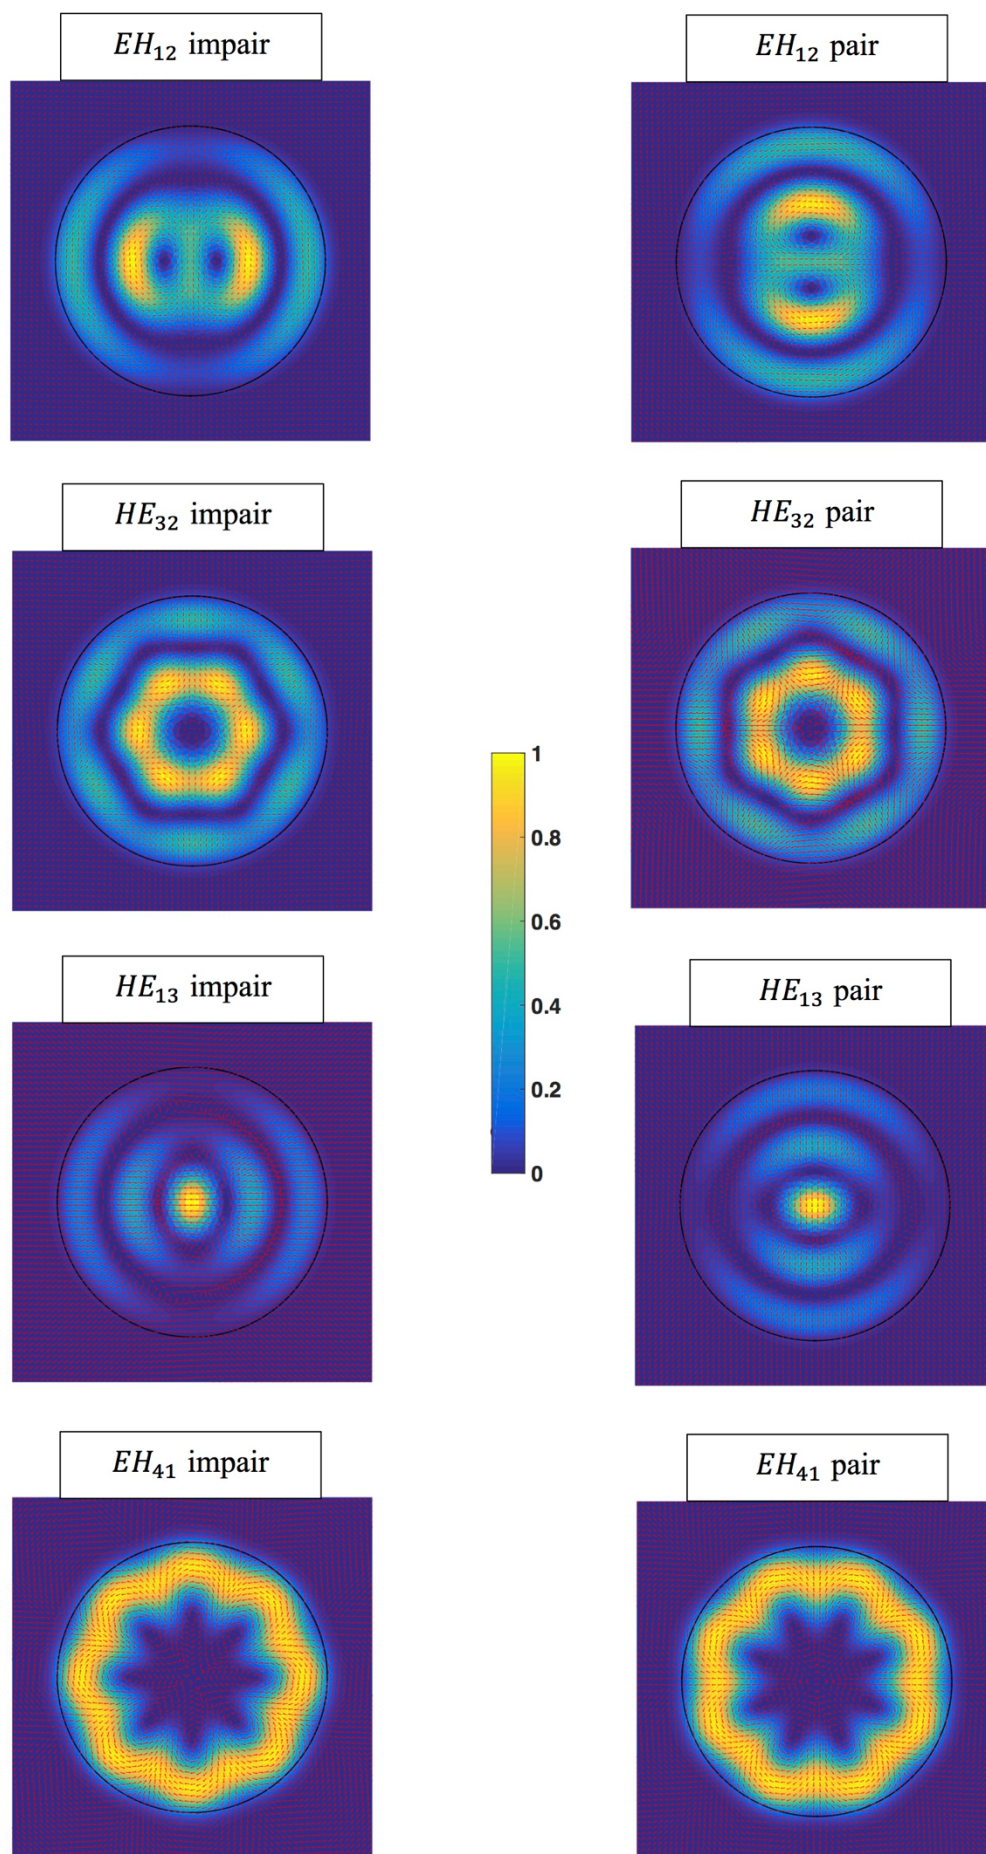 EH₁₂ impair
EH₁₂ pair
HE₃₂ impair
HE₃₂ pair
1
0.8
0.6
0.4
0.2
0
HE₁₃ impair
HE₁₃ pair
EH₄₁ impair
EH₄₁ pair